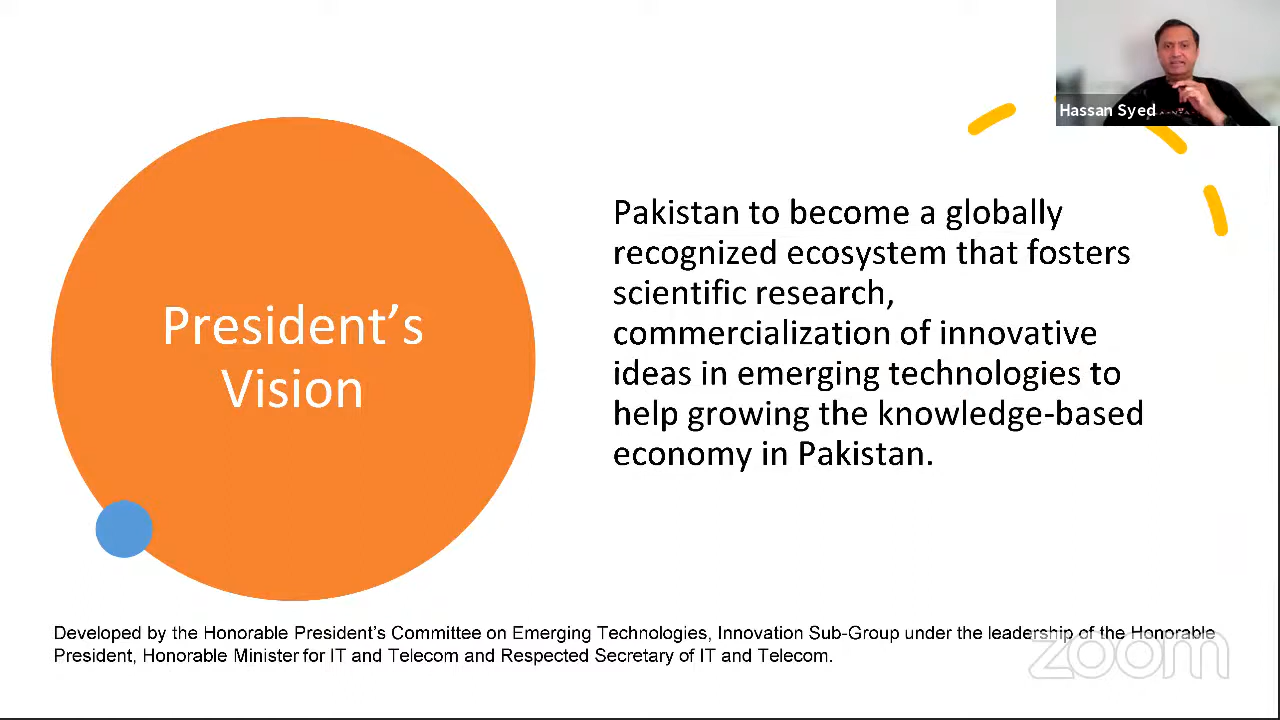 Hassan Syed
President’s
Vision
Pakistan to become a globally
recognized ecosystem that fosters
scientific research,
commercialization of innovative
ideas in emerging technologies to
help growing the knowledge-based
economy in Pakistan.
Developed by the Honorable President’s Committee on Emerging Technologies, Innovation Sub-Group under the leadership of the Honorable
President, Honorable Minister for IT and Telecom and Respected Secretary of IT and Telecom.
zoom